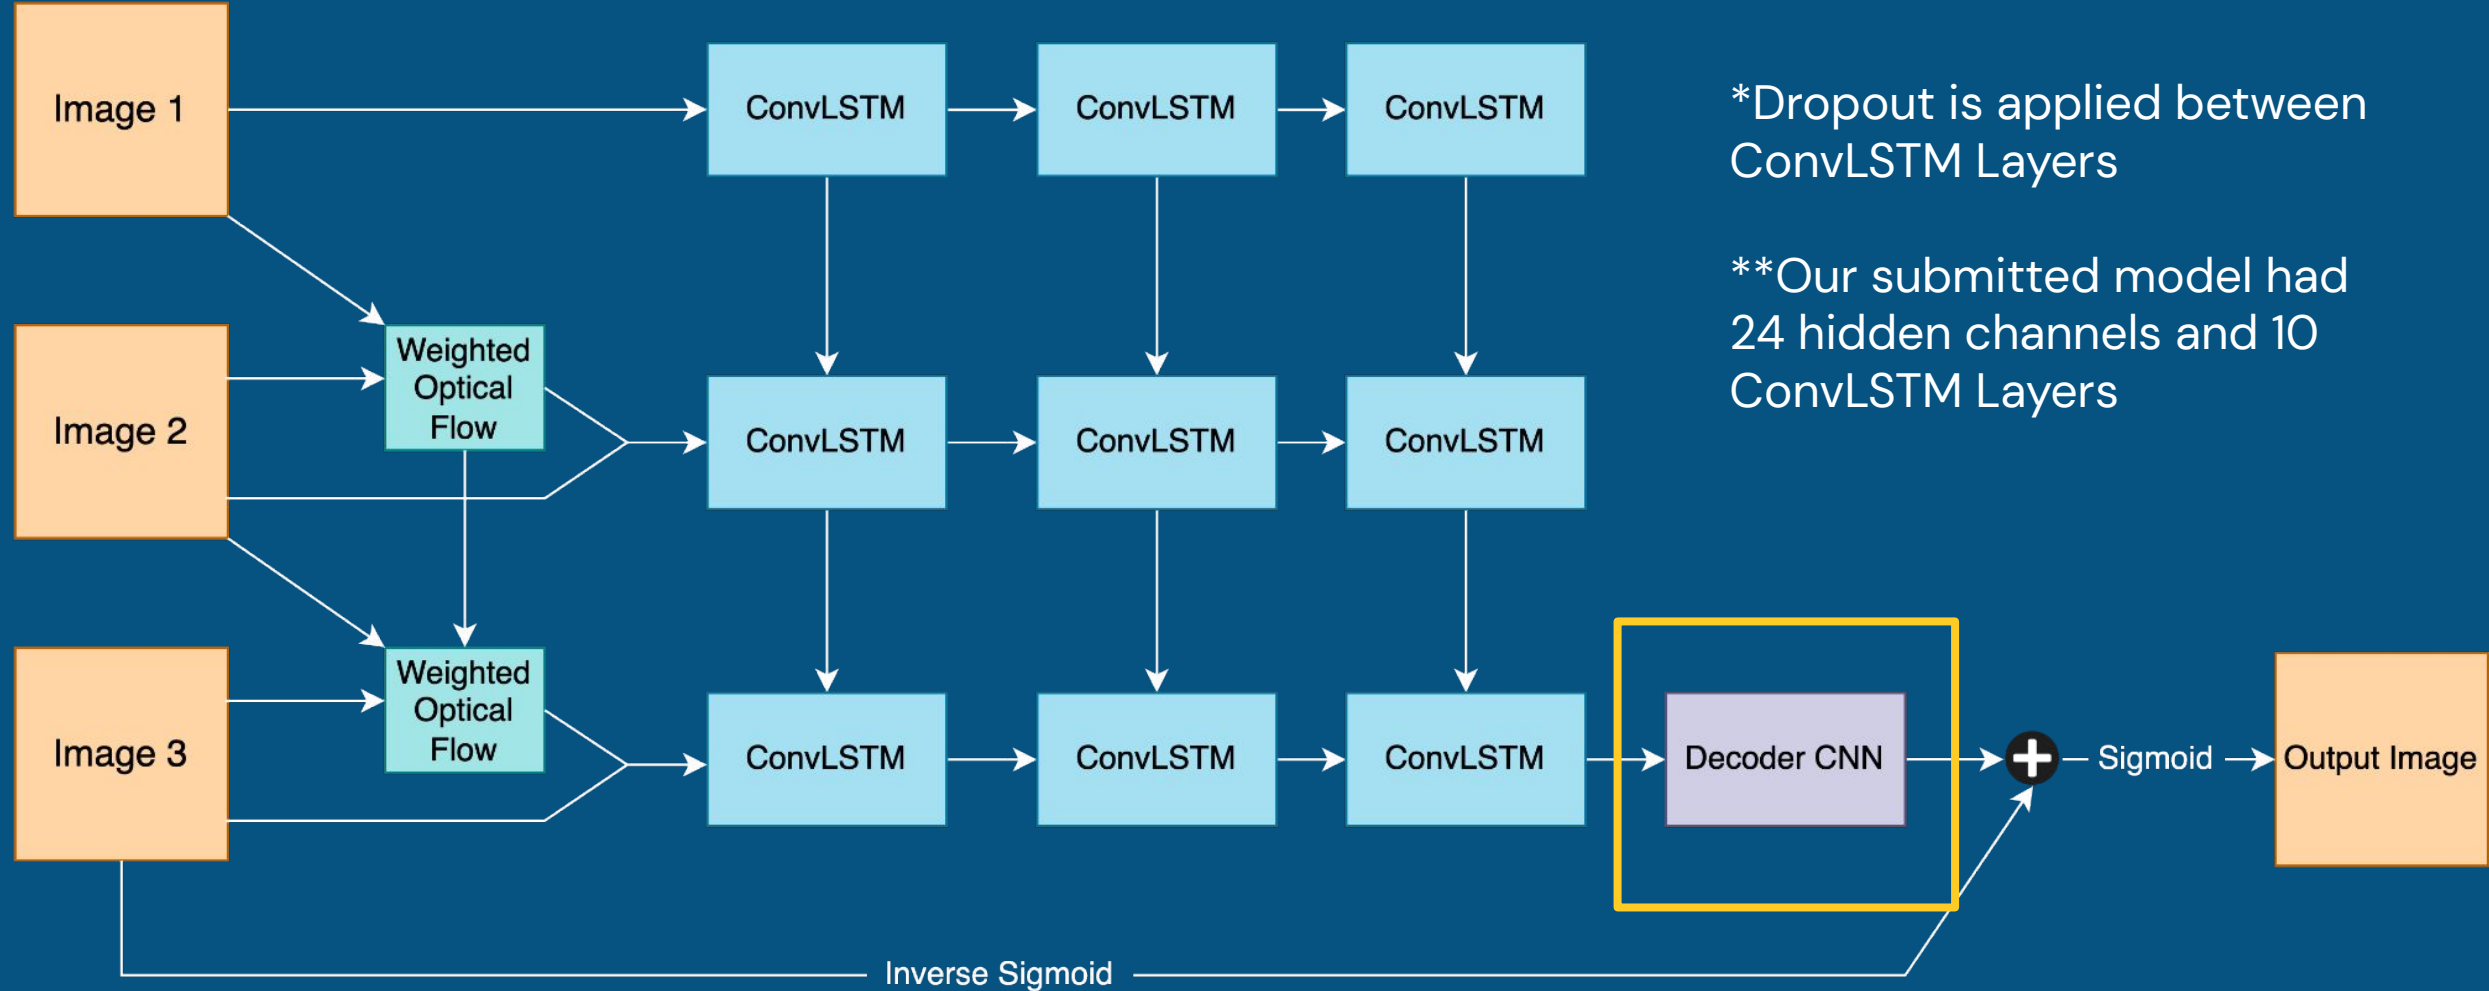 Image 1
ConvLSTM
ConvLSTM
ConvLSTM
*Dropout is applied between
ConvLSTM Layers
**Our submitted model had
24 hidden channels and 10
ConvLSTM Layers
Image 2
Weighted
Optical
Flow
ConvLSTM
ConvLSTM
ConvLSTM
Image 3
Weighted
Optical
Flow
ConvLSTM
ConvLSTM
ConvLSTM
Decoder CNN
Sigmoid
Output Image
Inverse Sigmoid